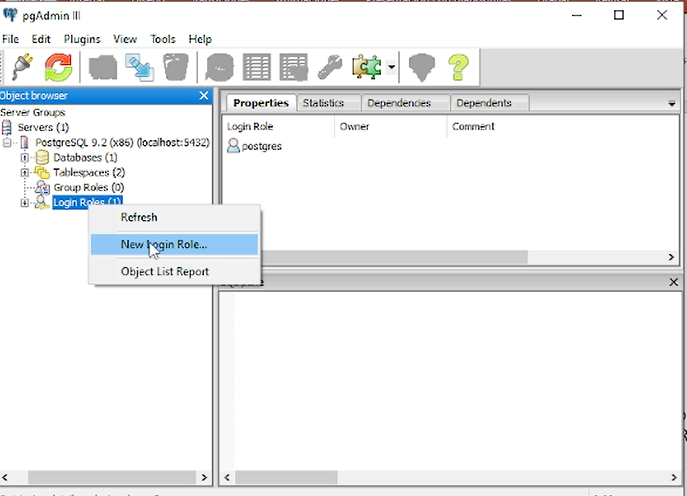 pgAdmin III
File Edit Plugins View Tools Help
Object browser
Server Groups
Servers (1)
PostgreSQL 9.2 (x86) (localhost:5432)
Databases (1)
Tablespaces (2)
Group Roles (0)
Login Roles (1)
Refresh
New Login Role...
Object List Report
Properties Statistics Dependencies Dependents
Login Role Owner Comment
postgres